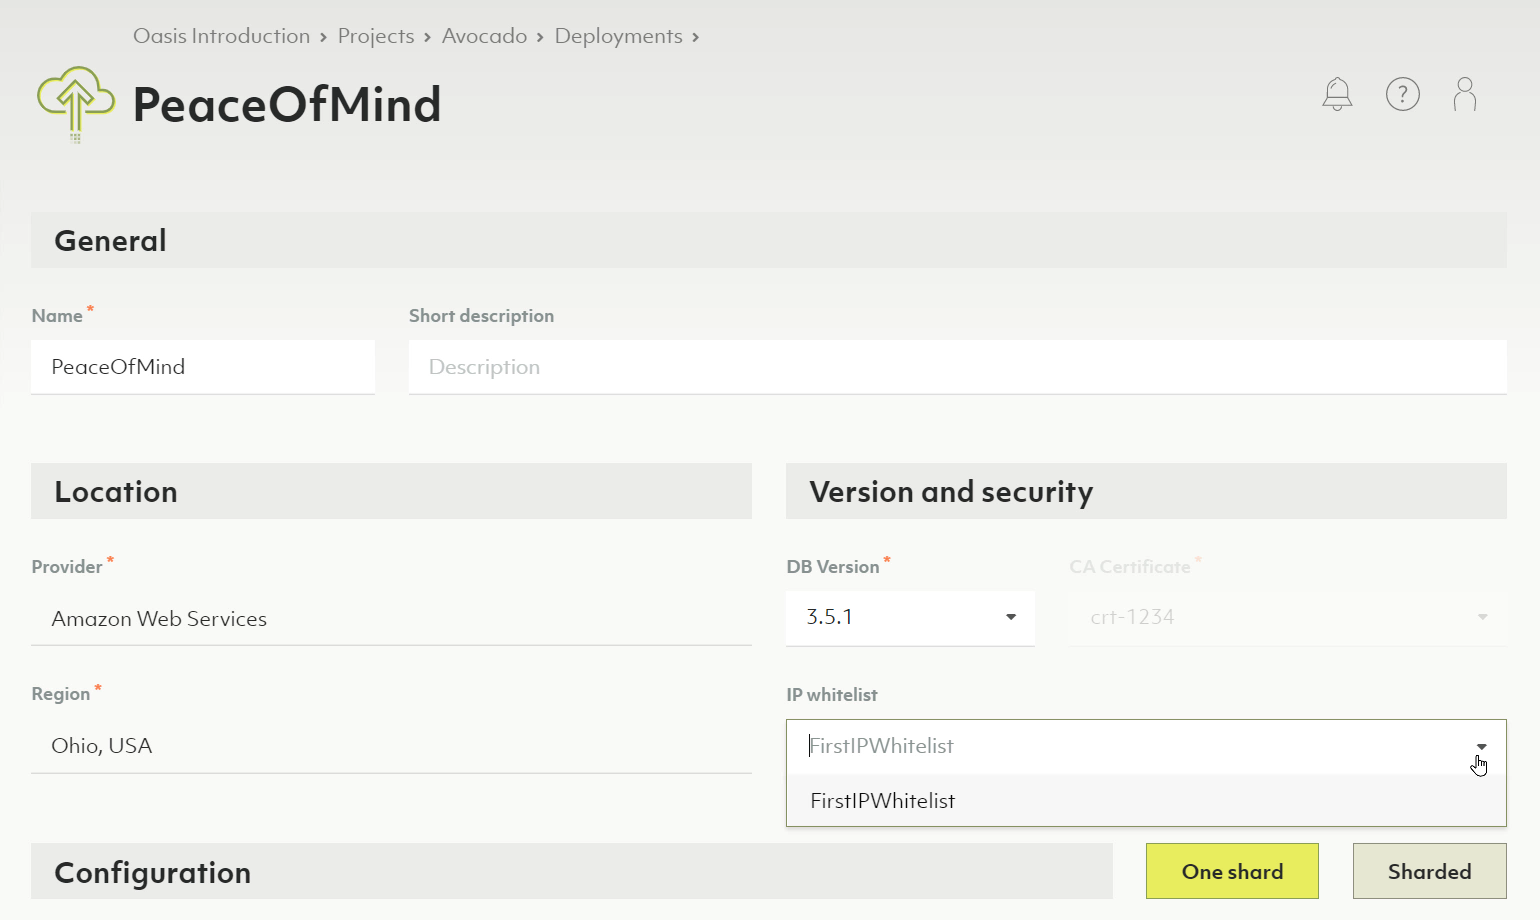 Oasis Introduction > Projects > Avocado > Deployments >
PeaceOfMind
?
General
Name *
Short description
PeaceOfMind
Description
Location
Version and security
Provider *
DB Version *
CA Certificate *
Amazon Web Services
3.5.1
crt-1234
Region *
IP whitelist
Ohio, USA
FirstIPWhitelist
FirstIPWhitelist
Configuration
One shard
Sharded